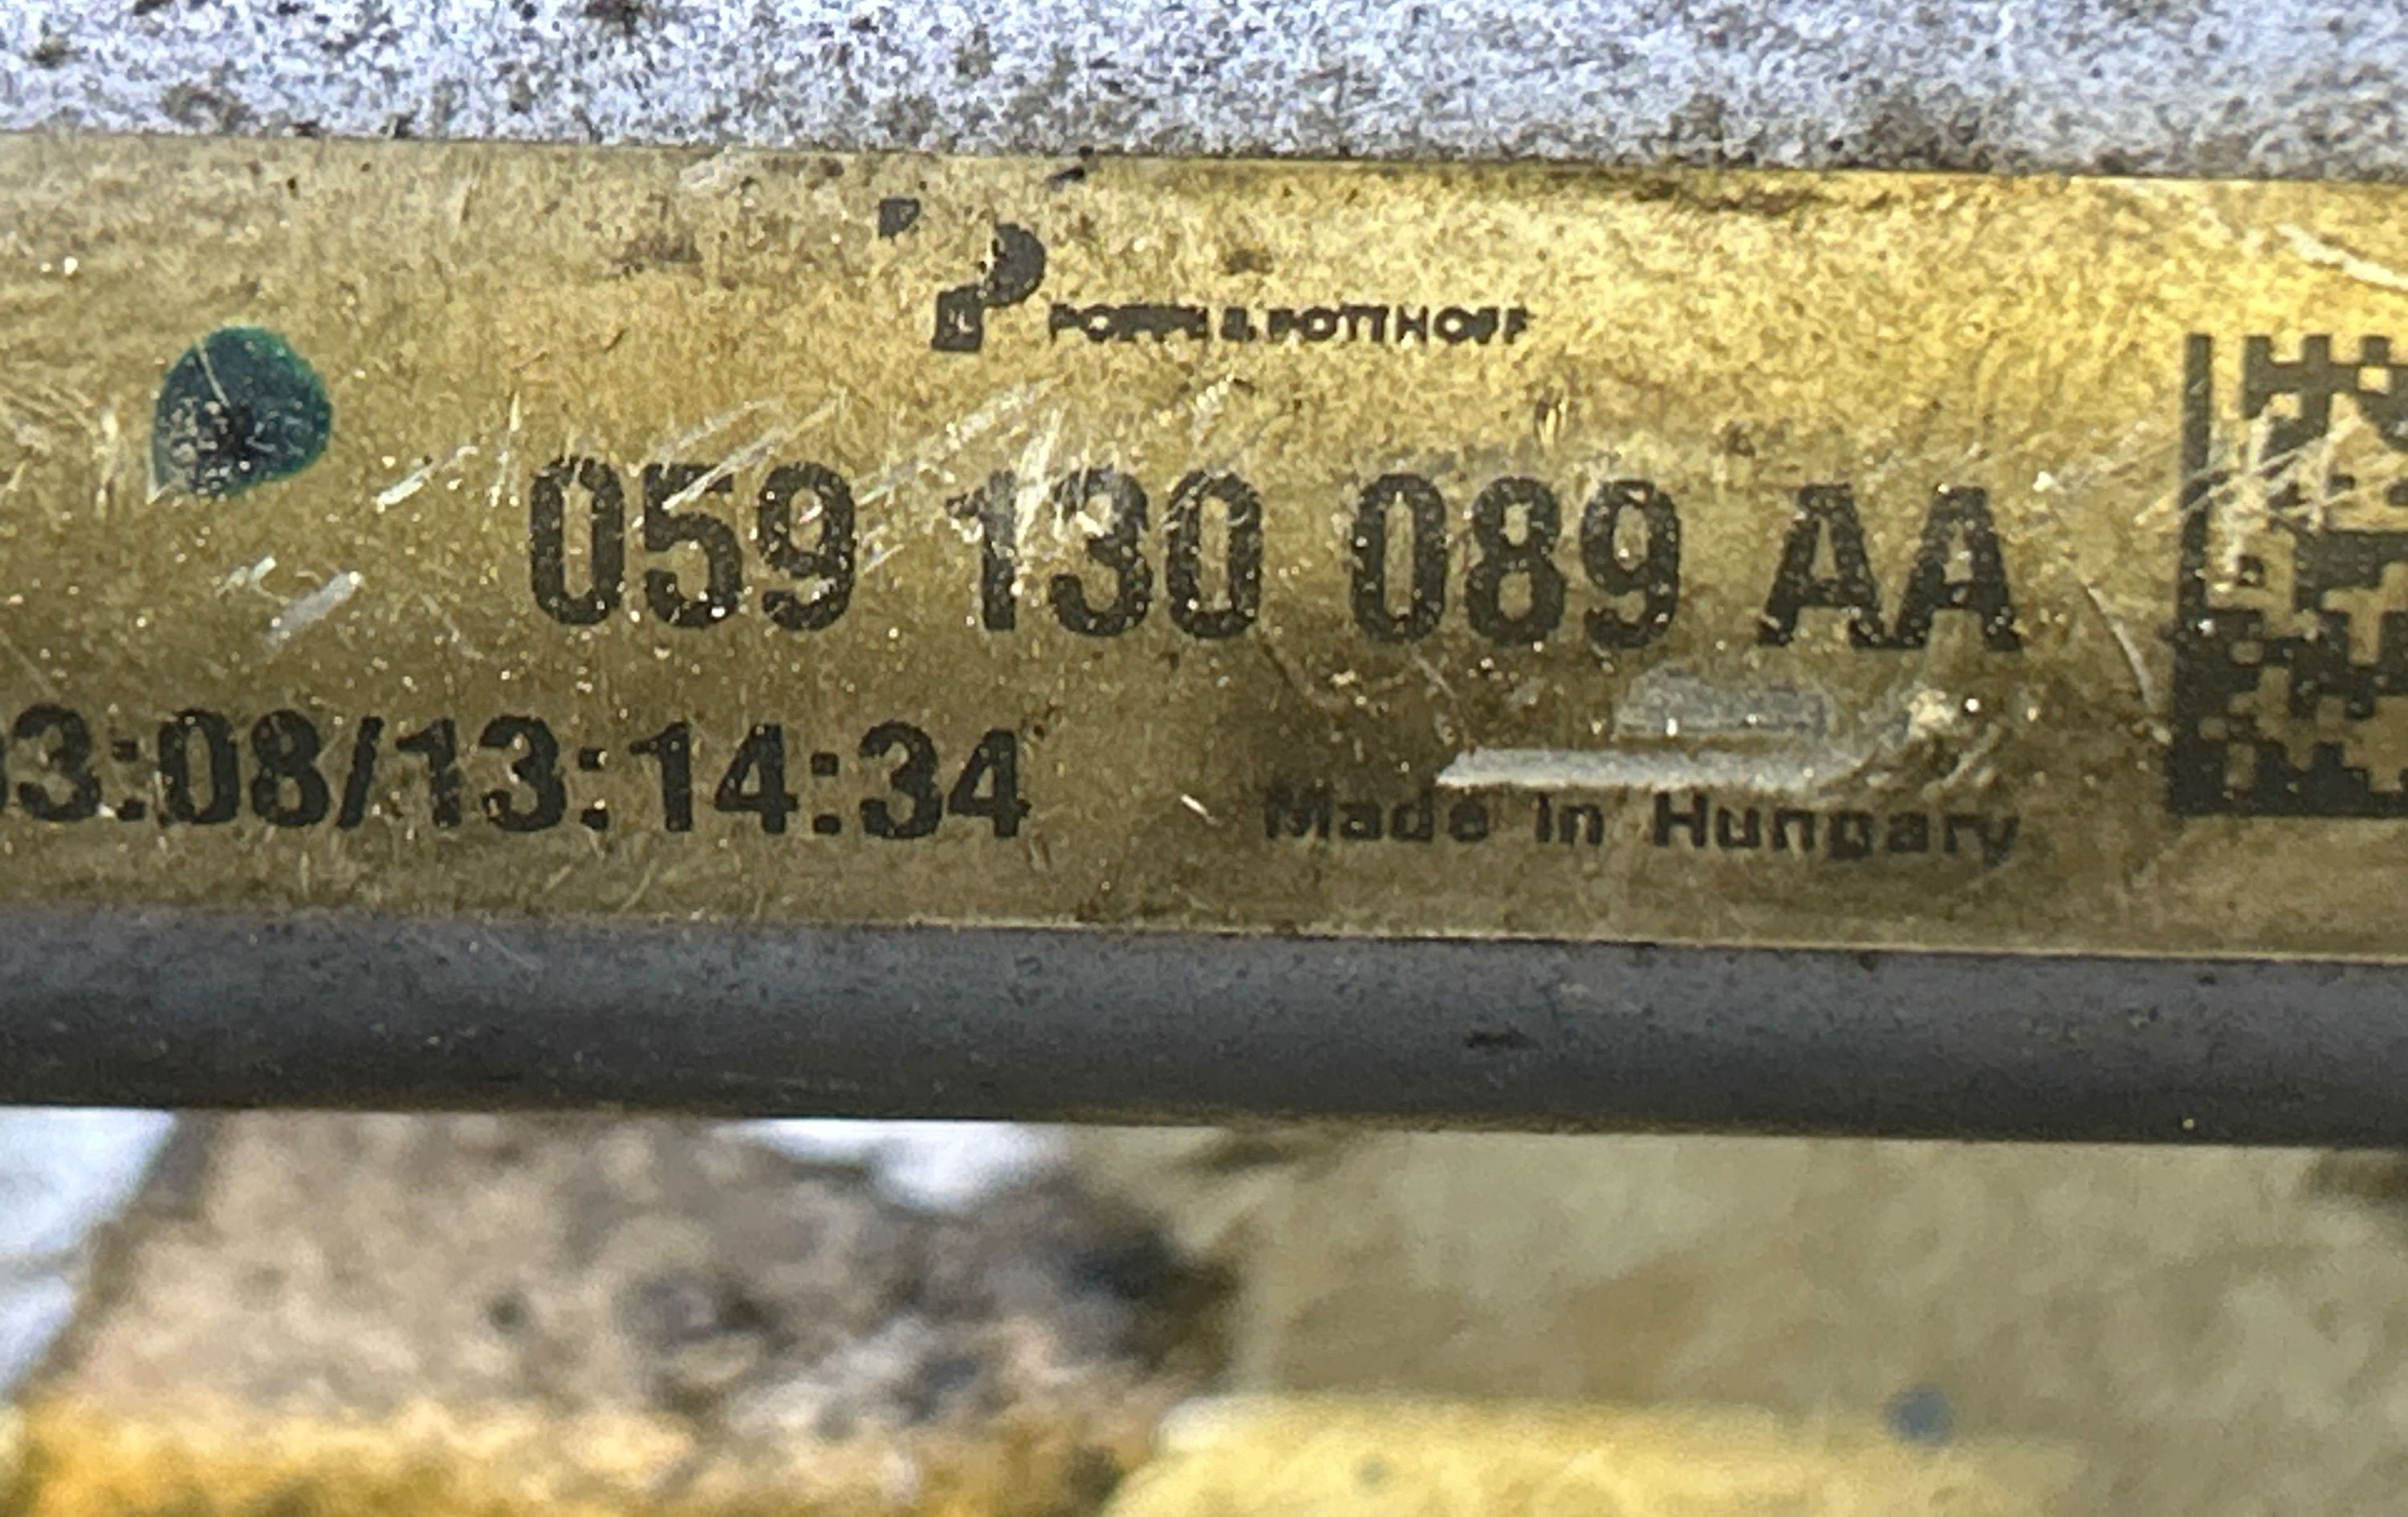 POPPE & POTTHOFF
059 130 089 AA
3:08/13:14:34
Made in Hungary